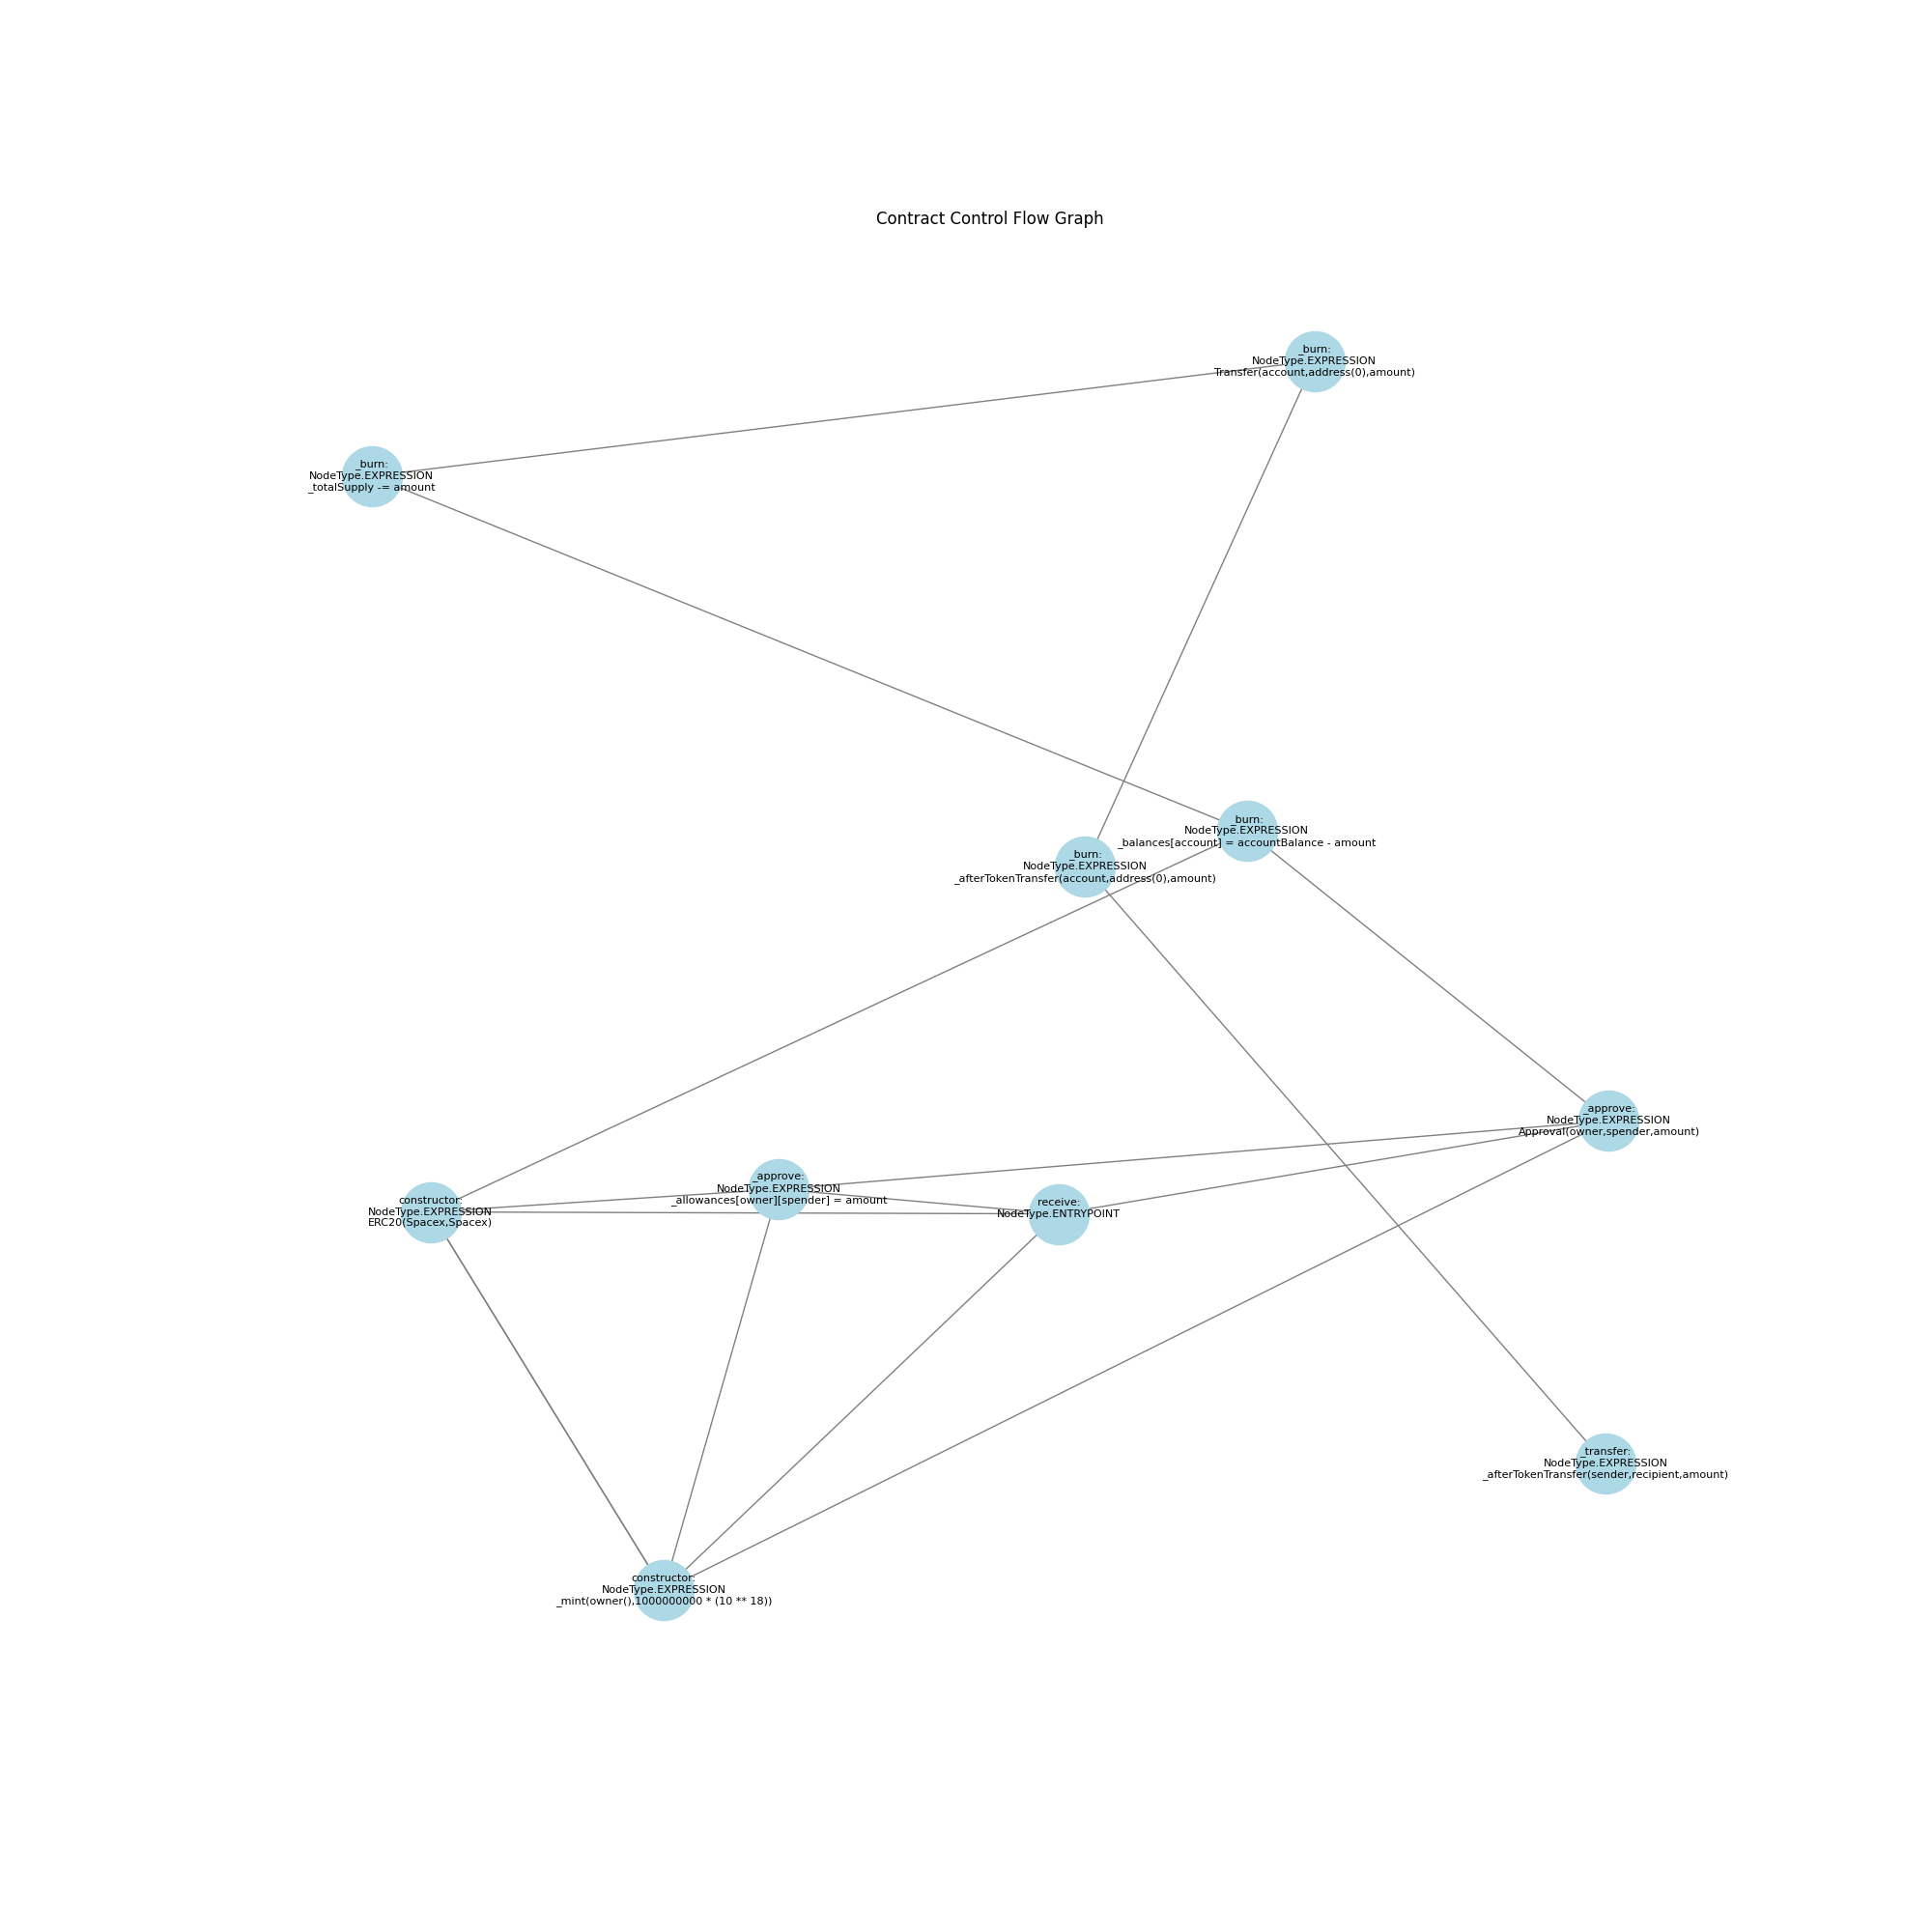 Contract Control Flow Graph
_burn:
NodeType.EXPRESSION
Transfer(account,address(0),amount)
_burn:
NodeType.EXPRESSION
_totalSupply -= amount
_burn:
NodeType.EXPRESSION
_balances[account] = accountBalance - amount
_burn:
NodeType.EXPRESSION
_afterTokenTransfer(account,address(0),amount)
_approve:
NodeType.EXPRESSION
Approval(owner,spender,amount)
_approve:
NodeType.EXPRESSION
_allowances[owner][spender] = amount
constructor:
NodeType.EXPRESSION
ERC20(Spacex,Spacex)
receive:
NodeType.ENTRYPOINT
_transfer:
NodeType.EXPRESSION
_afterTokenTransfer(sender,recipient,amount)
constructor:
NodeType.EXPRESSION
_mint(owner(),1000000000 * (10 ** 18))